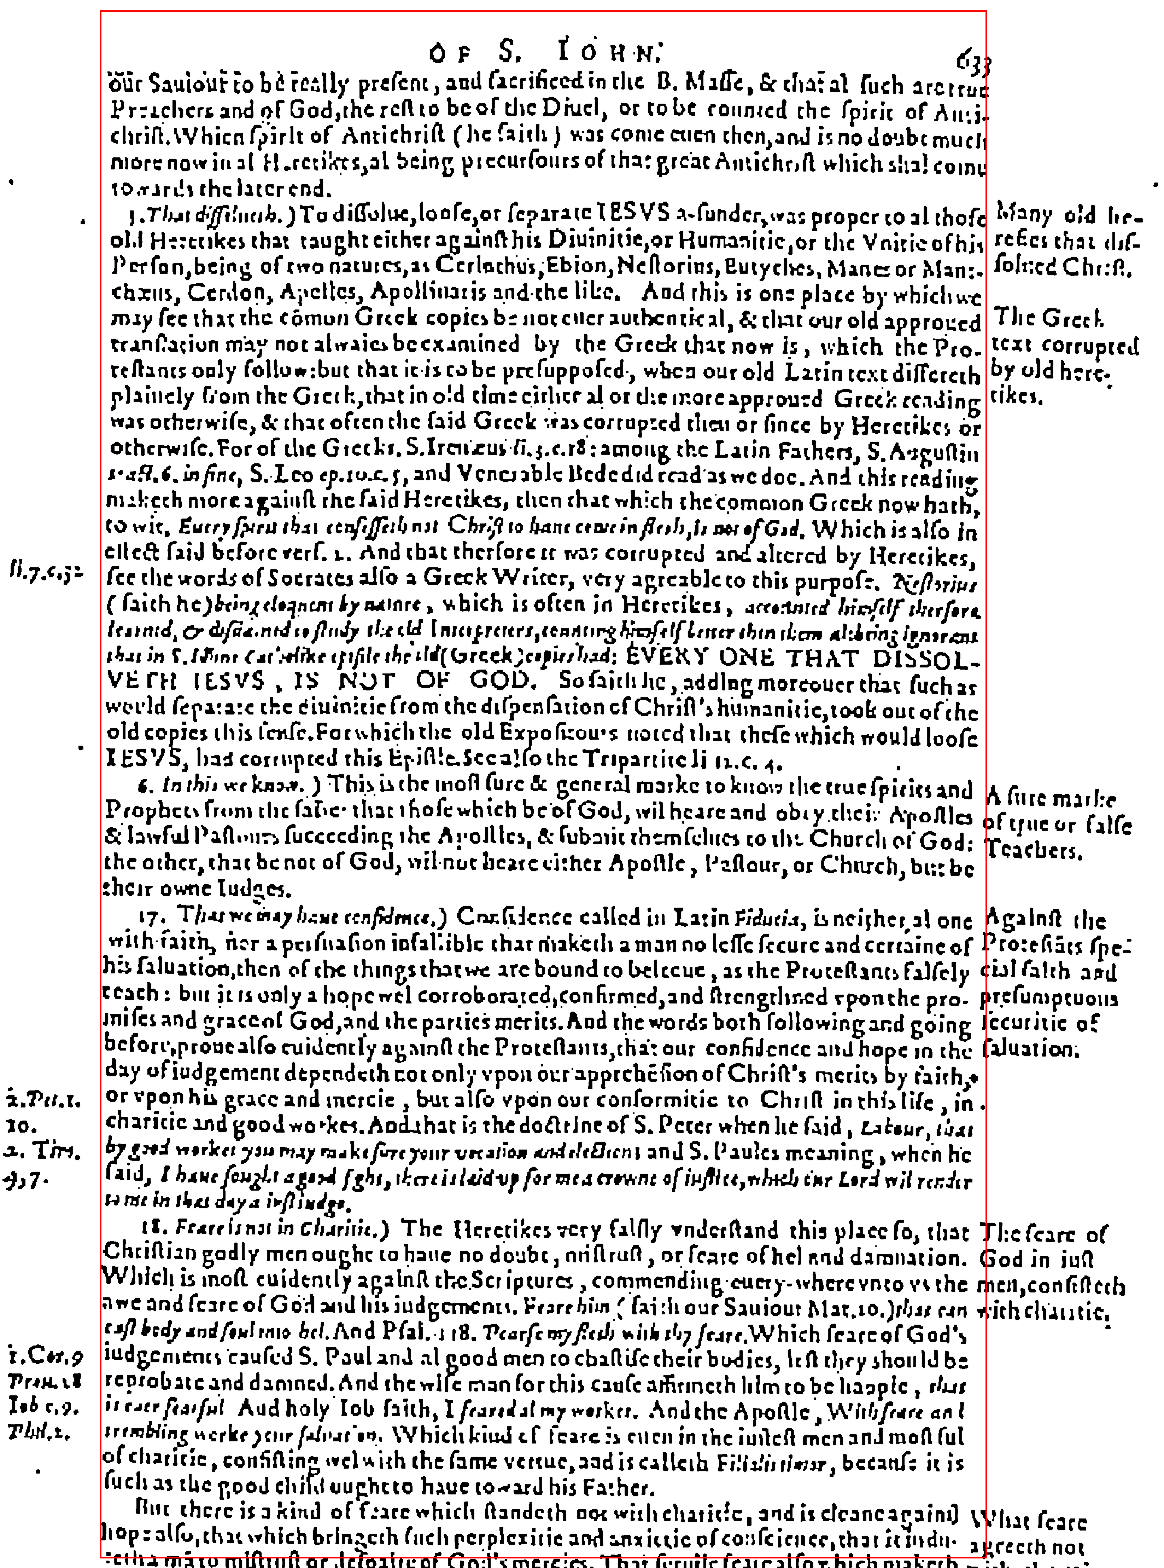 OF S. IOHN.
633
our Sauiour to be really preſent, and ſacrificed in the B. Maſſe, & that al ſuch are true
Preachers and of God, the reſt to be of the Diuel, or to be counted the ſpirit of Anti-
chriſt. Which ſpirit of Antichriſt (he ſaith) was come euen then, and is no doubt much
more now in al Heretikes, al being precurſours of that great Antichriſt which shal come
towards the later end.
3. That diſſolueth.) To diſſolue, looſe, or ſeparate IESVS a-ſunder, was proper to al thoſe
old Heretikes that taught either againſt his Diuinitie, or Humanitie, or the Vnitie of his
Perſon, being of two natures, as Cerinthus, Ebion, Neſtorius, Eutyches, Manes or Mani-
chæus, Cerdon, Apelles, Apollinaris and the like. And this is one place by which we
may ſee that the cõmon Greek copies be not euer authentical, & that our old approued
tranſlation may not alwaies be examined by the Greek that now is, which the Pro-
teſtants only follow: but that it is to be preſuppoſed, when our old Latin text differeth
plainely from the Greek, that in old time either al or the more approued Greek reading
was otherwiſe, & that often the ſaid Greek was corrupted then or ſince by Heretikes or
otherwiſe. For of the Greeks, S. Irenæus li. 3. c. 18: among the Latin Fathers, S. Auguſtin
tract. 6. in fine, S. Leo ep. 10. c. 5, and Venerable Bede did read as we doe. And this reading
maketh more againſt the ſaid Heretikes, then that which the common Greek now hath,
to wit, Euery ſpirit that confeſſeth not Chriſt to haue come in flesh, is not of God. Which is alſo in
effect ſaid before verſ. 2. And that therfore it was corrupted and altered by Heretikes,
ſee the words of Socrates alſo a Greek Writer, very agreable to this purpoſe. Neſtorius
(ſaith he) being eloquent by nature, which is often in Heretikes, accounted himſelf therfore
learned, & diſdained to ſtudy the old Interpreters, counting himſelf better then them al: being ignorant
that in S. Iohns Catholike epiſtle the old (Greek) copies had: EVERY ONE THAT DISSOL-
VETH IESVS, IS NOT OF GOD. So ſaith he, adding moreouer that ſuch as
would ſeparate the diuinitie from the diſpenſation of Chriſt's humanitie, took out of the
old copies this ſenſe. For which the old Expoſitours noted that theſe which would looſe
IESVS, had corrupted this Epiſtle. See alſo the Tripartite li 12. c. 4.
6. In this we know.) This is the moſt ſure & general marke to know the true ſpirits and
Prophets from the falſe: that thoſe which be of God, wil heare and obey their Apoſtles
& lawful Paſtours ſucceeding the Apoſtles, & ſubmit themſelues to the Church of God:
the other, that be not of God, wil not heare either Apoſtle, Paſtour, or Church, but be
their owne Iudges.
17. That we may haue confidence.) Confidence called in Latin Fiducia, is neither al one
with faith, nor a perſuaſion infallible that maketh a man no leſſe ſecure and certaine of
his ſaluation, then of the things that we are bound to beleeue, as the Proteſtants falſely
teach: but it is only a hope wel corroborated, confirmed, and ſtrengthned vpon the pro-
miſes and grace of God, and the parties merits. And the words both following and going
before, proue alſo euidently againſt the Proteſtants, that our confidence and hope in the
day of iudgement dependeth not only vpon our apprehẽſion of Chriſt's merits by faith,
or vpon his grace and mercie, but alſo vpon our conformitie to Chriſt in this life, in
charitie and good workes. And that is the doctrine of S. Peter when he ſaid, Labour, that
by good workes you may make ſure your vocation and election: and S. Paules meaning, when he
ſaid, I haue fought a good fight, there is laid up for me a crowne of iuſtice, which our Lord wil render
to me in that day a iuſt iudge.
18. Feare is not in Charitie.) The Heretikes very falſly vnderſtand this place ſo, that
Chriſtian godly men ought to haue no doubt, miſtruſt, or feare of hel and damnation.
Which is moſt euidently againſt the Scriptures, commending euery-where vnto vs the
awe and feare of God and his iudgements. Feare him (ſaith our Sauiour Mat. 10.) that can
caſt body and ſoul into hel. And Pſal. 118. Pearſe my flesh with thy feare. Which feare of God's
iudgements cauſed S. Paul and al good men to chaſtiſe their bodies, leſt they should be
reprobate and damned. And the wiſe man for this cauſe affirmeth him to be happie, that
is euer fearful. And holy Iob ſaith, I feared al my workes. And the Apoſtle, With feare and
trembling worke your ſaluation. Which kind of feare is euen in the iuſteſt men and moſt ful
of charitie, conſiſting wel with the ſame vertue, and is called Filialis timor, becauſe it is
ſuch as the good child ought to haue toward his Father.
But there is a kind of feare which ſtandeth not with charitie, and is cleane againſt
hope alſo, that which bringeth ſuch perplexitie and anxietie of conſcience, that it indu-
ceth a mã to miſtruſt or deſpaire of God's mercies. That ſeruile feare alſo which maketh
Many old he-
reſies that diſ-
ſolued Chriſt.
The Greek
text corrupted
by old here-
tikes.
A ſure marke
of true or falſe
Teachers.
Againſt the
Proteſtãts ſpe-
cial faith and
preſumptuous
ſecuritie of
ſaluation.
The feare of
God in iuſt
men, conſiſteth
with charitie.
What feare
agreeth not
li. 7. c. 32
2. Pet. 1.
10.
2. Tim.
4, 7.
1. Cor. 9
Prou. 28
Iob c. 9.
Phil. 2.